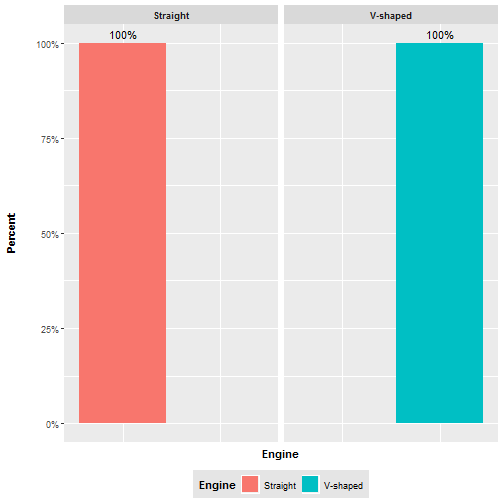 Straight V-shaped
100% 100%
100%
75%
50%
25%
0%
Percent
Engine
Engine Straight V-shaped